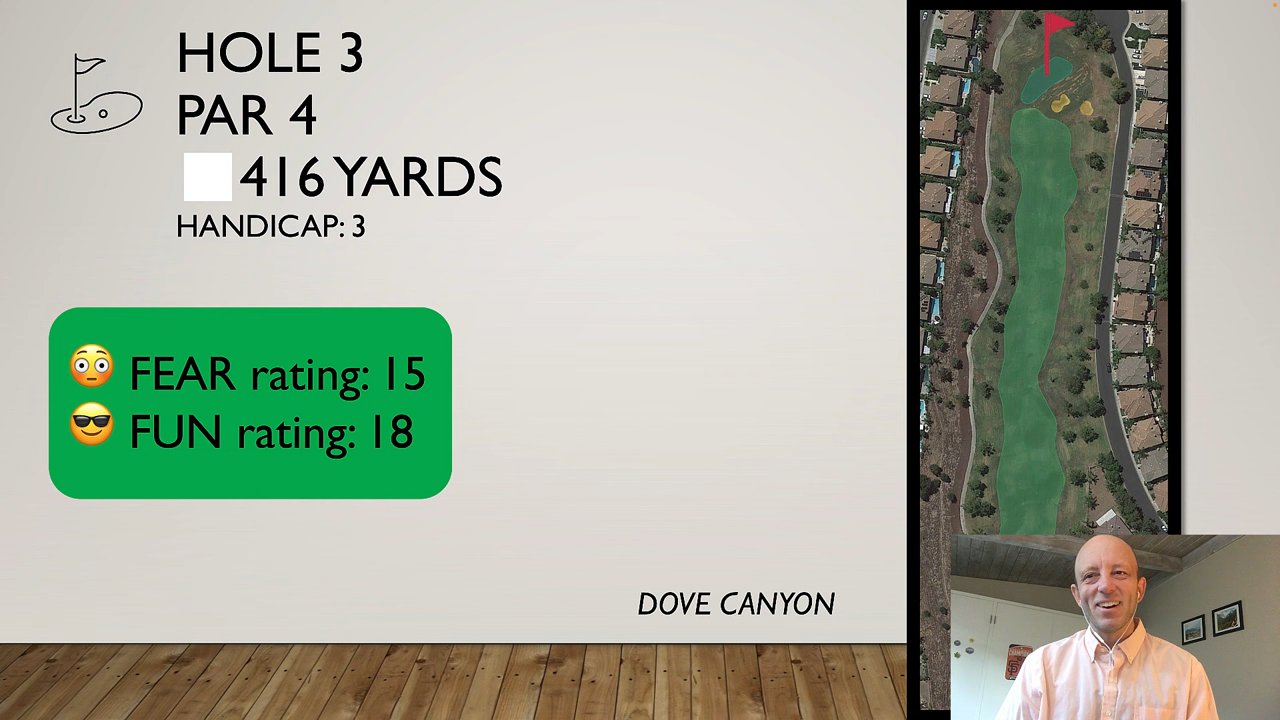 HOLE 3
PAR 4
416 YARDS
HANDICAP: 3
😳 FEAR rating: 15
😎 FUN rating: 18
DOVE CANYON